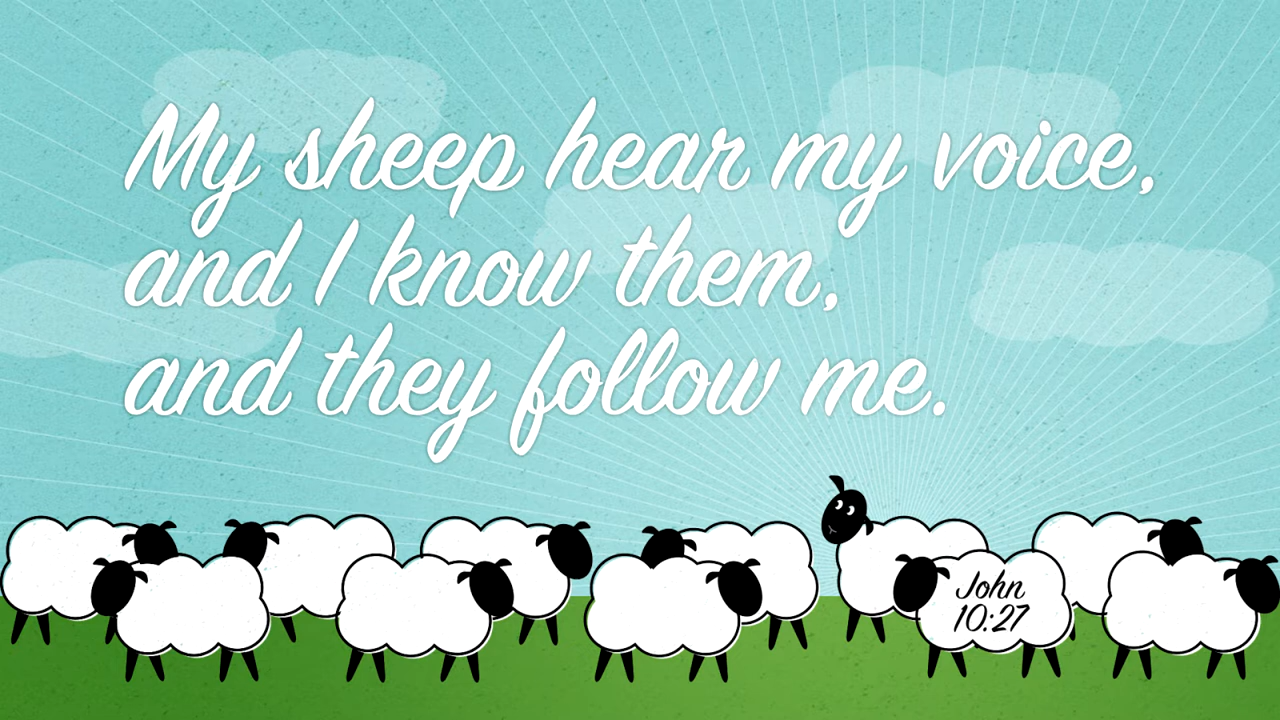 My sheep hear my voice,
and I know them,
and they follow me.
John
10:27